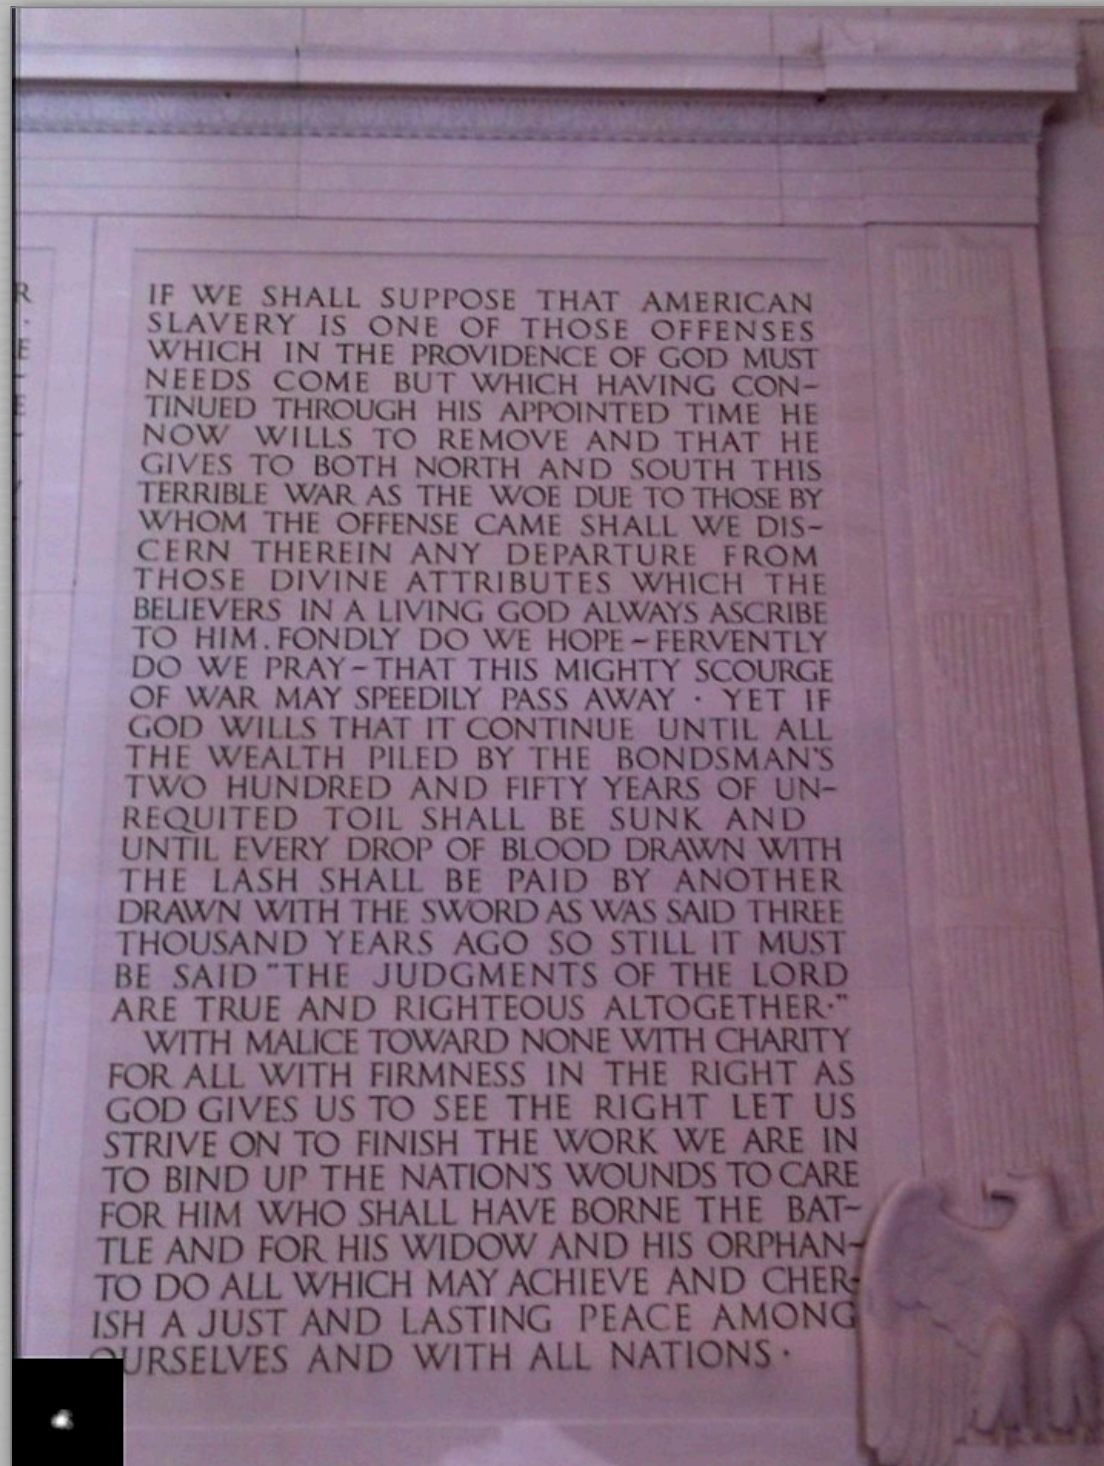 IF WE SHALL SUPPOSE THAT AMERICAN
SLAVERY IS ONE OF THOSE OFFENSES
WHICH IN THE PROVIDENCE OF GOD MUST
NEEDS COME BUT WHICH HAVING CON–
TINUED THROUGH HIS APPOINTED TIME HE
NOW WILLS TO REMOVE AND THAT HE
GIVES TO BOTH NORTH AND SOUTH THIS
TERRIBLE WAR AS THE WOE DUE TO THOSE BY
WHOM THE OFFENSE CAME SHALL WE DIS–
CERN THEREIN ANY DEPARTURE FROM
THOSE DIVINE ATTRIBUTES WHICH THE
BELIEVERS IN A LIVING GOD ALWAYS ASCRIBE
TO HIM. FONDLY DO WE HOPE – FERVENTLY
DO WE PRAY – THAT THIS MIGHTY SCOURGE
OF WAR MAY SPEEDILY PASS AWAY · YET IF
GOD WILLS THAT IT CONTINUE UNTIL ALL
THE WEALTH PILED BY THE BONDSMAN'S
TWO HUNDRED AND FIFTY YEARS OF UN–
REQUITED TOIL SHALL BE SUNK AND
UNTIL EVERY DROP OF BLOOD DRAWN WITH
THE LASH SHALL BE PAID BY ANOTHER
DRAWN WITH THE SWORD AS WAS SAID THREE
THOUSAND YEARS AGO SO STILL IT MUST
BE SAID "THE JUDGMENTS OF THE LORD
ARE TRUE AND RIGHTEOUS ALTOGETHER·"
WITH MALICE TOWARD NONE WITH CHARITY
FOR ALL WITH FIRMNESS IN THE RIGHT AS
GOD GIVES US TO SEE THE RIGHT LET US
STRIVE ON TO FINISH THE WORK WE ARE IN
TO BIND UP THE NATION'S WOUNDS TO CARE
FOR HIM WHO SHALL HAVE BORNE THE BAT–
TLE AND FOR HIS WIDOW AND HIS ORPHAN–
TO DO ALL WHICH MAY ACHIEVE AND CHER–
ISH A JUST AND LASTING PEACE AMONG
OURSELVES AND WITH ALL NATIONS ·